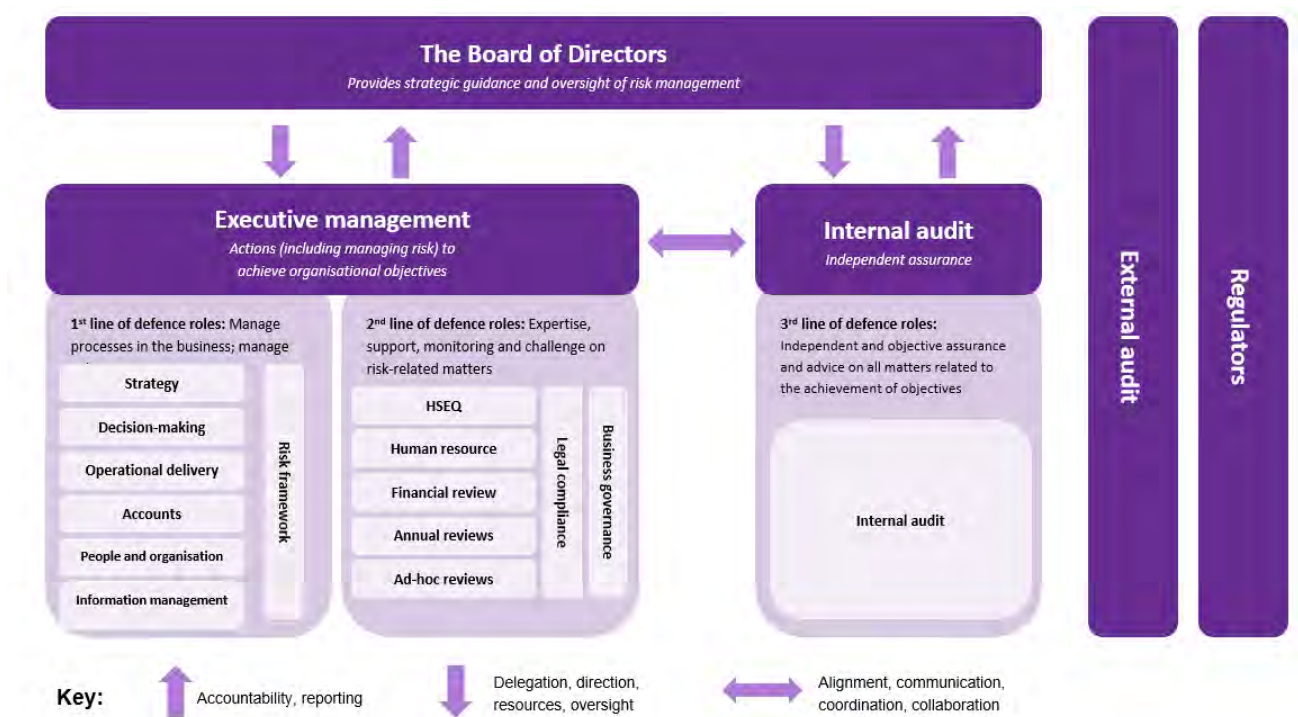 The Board of Directors
Provides strategic guidance and oversight of risk management
Executive management
Actions (including managing risk) to
achieve organisational objectives
Internal audit
Independent assurance
1st line of defence roles: Manage
processes in the business; manage
Strategy
Decision-making
Operational delivery
Accounts
People and organisation
Information management
Risk framework
2nd line of defence roles: Expertise,
support, monitoring and challenge on
risk-related matters
HSEQ
Human resource
Financial review
Annual reviews
Ad-hoc reviews
Legal compliance
Business governance
3rd line of defence roles:
Independent and objective assurance
and advice on all matters related to
the achievement of objectives
Internal audit
External audit
Regulators
Key:
Accountability, reporting
Delegation, direction,
resources, oversight
Alignment, communication,
coordination, collaboration